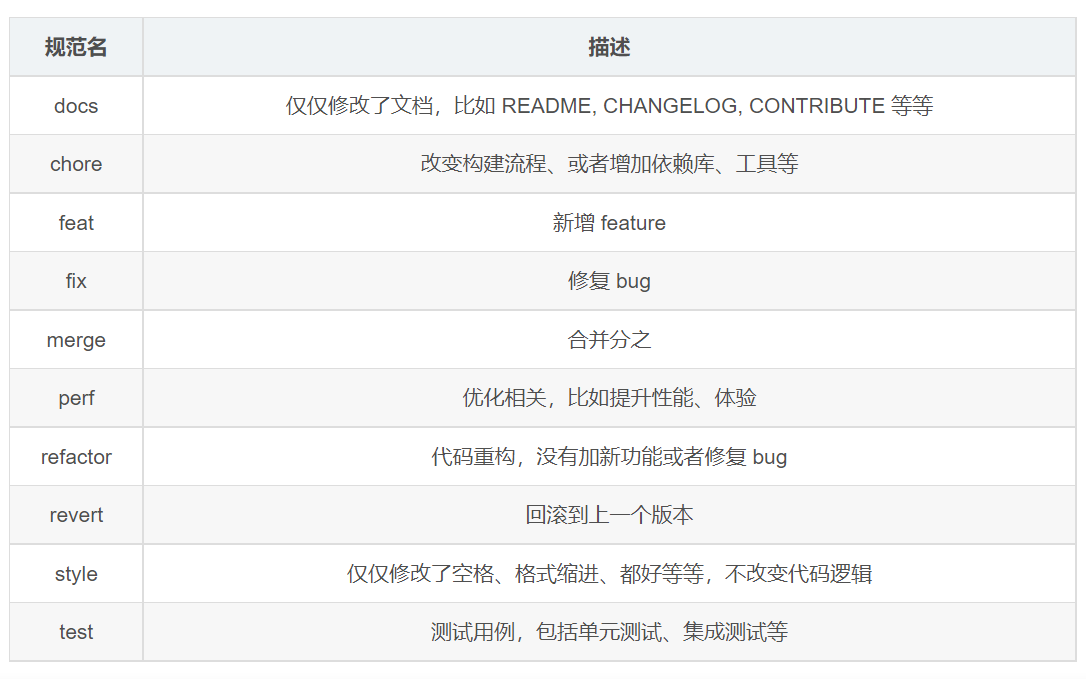 规范名 描述
docs 仅仅修改了文档，比如 README, CHANGELOG, CONTRIBUTE 等等
chore 改变构建流程、或者增加依赖库、工具等
feat 新增 feature
fix 修复 bug
merge 合并分之
perf 优化相关，比如提升性能、体验
refactor 代码重构，没有加新功能或者修复 bug
revert 回滚到上一个版本
style 仅仅修改了空格、格式缩进、都好等等，不改变代码逻辑
test 测试用例，包括单元测试、集成测试等